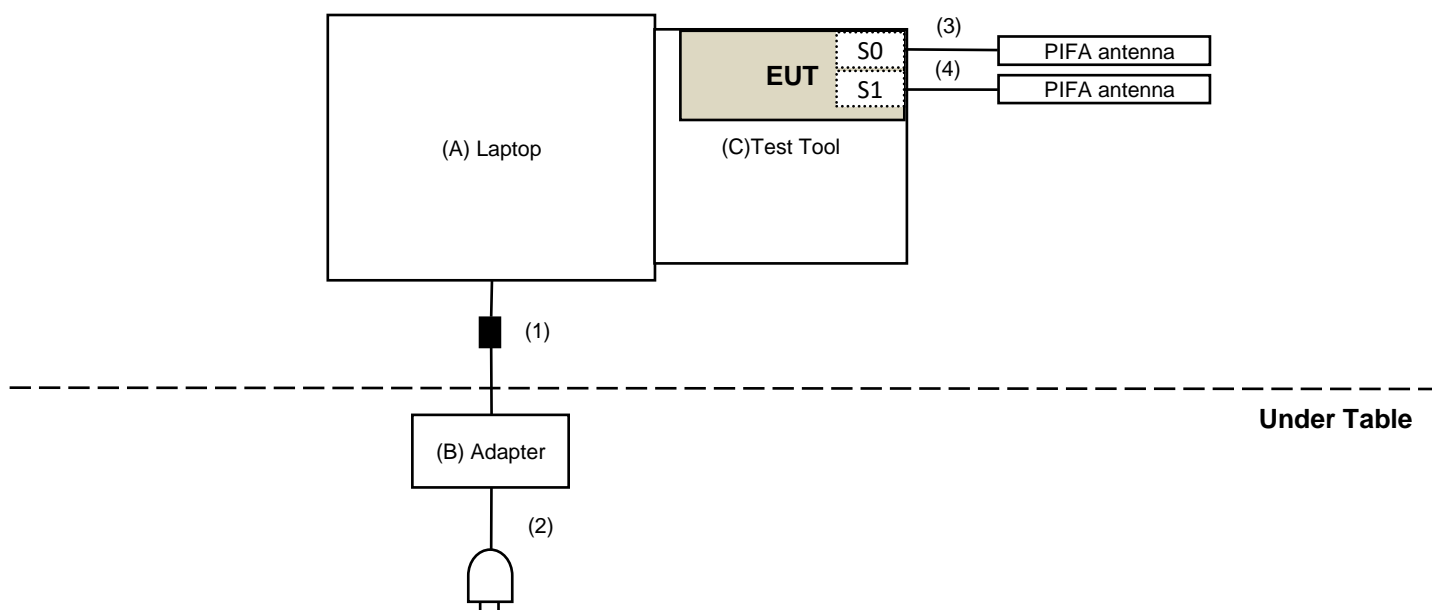 (3)
S0
PIFA antenna
EUT
(4)
S1
PIFA antenna
(A) Laptop
(C)Test Tool
(1)
Under Table
(B) Adapter
(2)